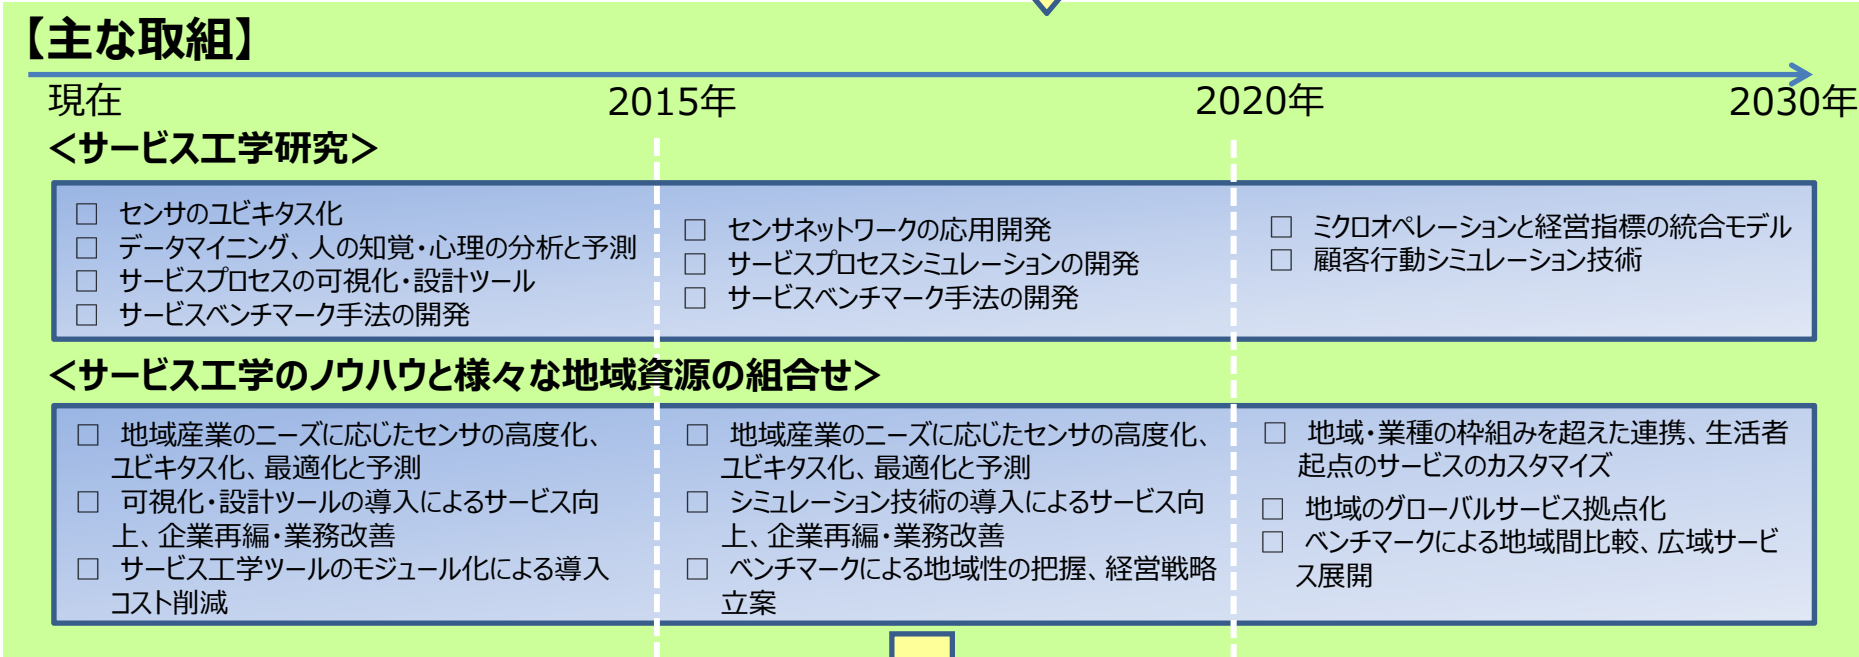 【主な取組】
現在 2015年 2020年 2030年
＜サービス工学研究＞
□ センサのユビキタス化
□ データマイニング、人の知覚・心理の分析と予測
□ サービスプロセスの可視化・設計ツール
□ サービスベンチマーク手法の開発
□ センサネットワークの応用開発
□ サービスプロセスシミュレーションの開発
□ サービスベンチマーク手法の開発
□ ミクロオペレーションと経営指標の統合モデル
□ 顧客行動シミュレーション技術
＜サービス工学のノウハウと様々な地域資源の組合せ＞
□ 地域産業のニーズに応じたセンサの高度化、
ユビキタス化、最適化と予測
□ 可視化・設計ツールの導入によるサービス向
上、企業再編・業務改善
□ サービス工学ツールのモジュール化による導入
コスト削減
□ 地域産業のニーズに応じたセンサの高度化、
ユビキタス化、最適化と予測
□ シミュレーション技術の導入によるサービス向
上、企業再編・業務改善
□ ベンチマークによる地域性の把握、経営戦略
立案
□ 地域・業種の枠組みを超えた連携、生活者
起点のサービスのカスタマイズ
□ 地域のグローバルサービス拠点化
□ ベンチマークによる地域間比較、広域サービ
ス展開